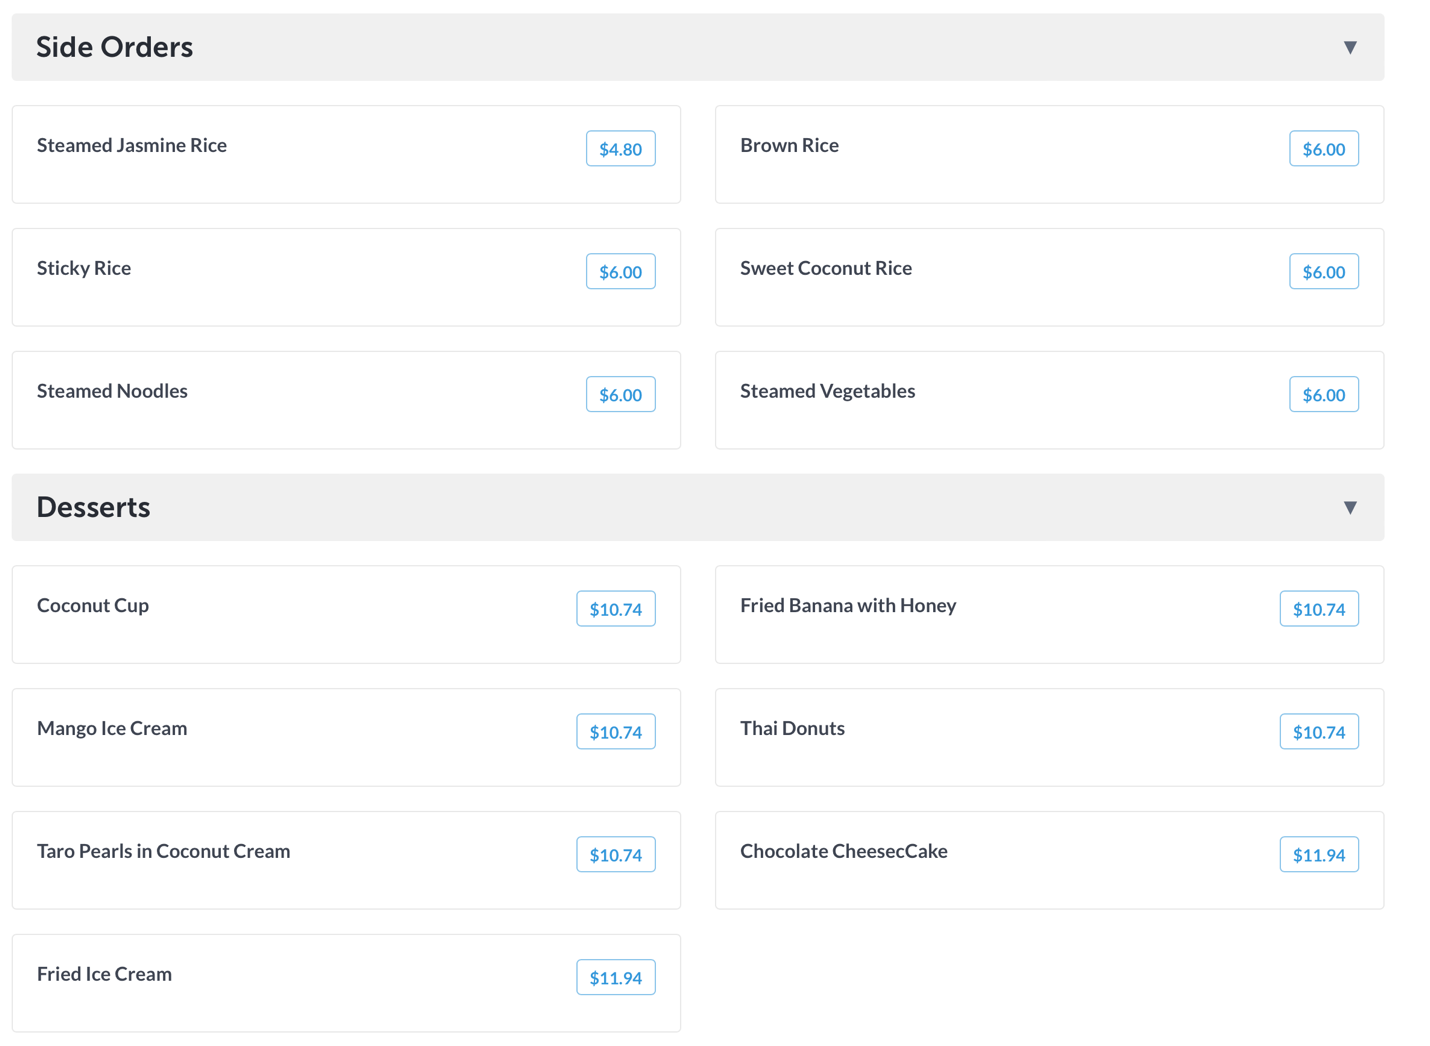 Side Orders ▼
Steamed Jasmine Rice $4.80
Brown Rice $6.00
Sticky Rice $6.00
Sweet Coconut Rice $6.00
Steamed Noodles $6.00
Steamed Vegetables $6.00
Desserts ▼
Coconut Cup $10.74
Fried Banana with Honey $10.74
Mango Ice Cream $10.74
Thai Donuts $10.74
Taro Pearls in Coconut Cream $10.74
Chocolate CheesecCake $11.94
Fried Ice Cream $11.94